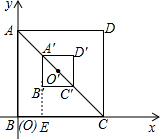 y
A D
A' D'
O'
B' C'
B (O) E C x